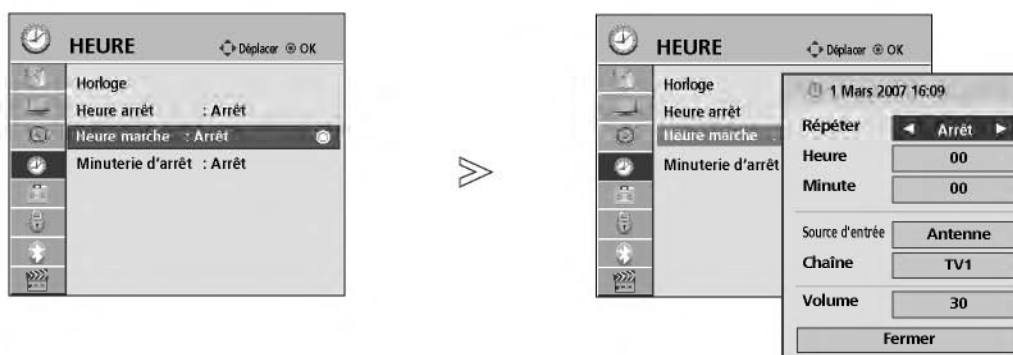 HEURE Déplacer OK
Horloge
Heure arrêt : Arrêt
Heure marche : Arrêt
Minuterie d'arrêt : Arrêt
HEURE Déplacer OK
Horloge
Heure arrêt
Heure marche
Minuterie d'arrêt
1 Mars 2007 16:09
Répéter Arrêt
Heure 00
Minute 00
Source d'entrée Antenne
Chaîne TV1
Volume 30
Fermer